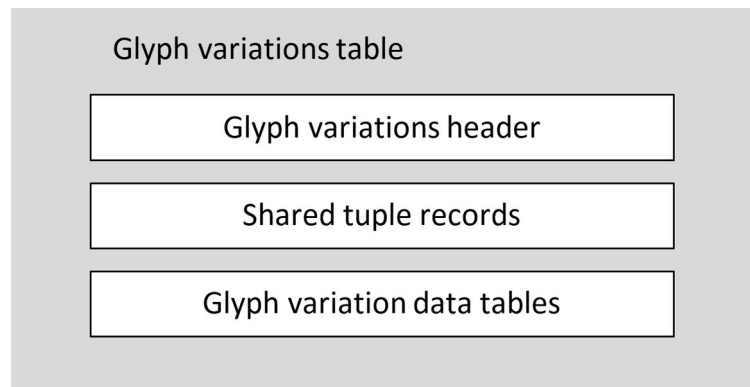 Glyph variations table
Glyph variations header
Shared tuple records
Glyph variation data tables